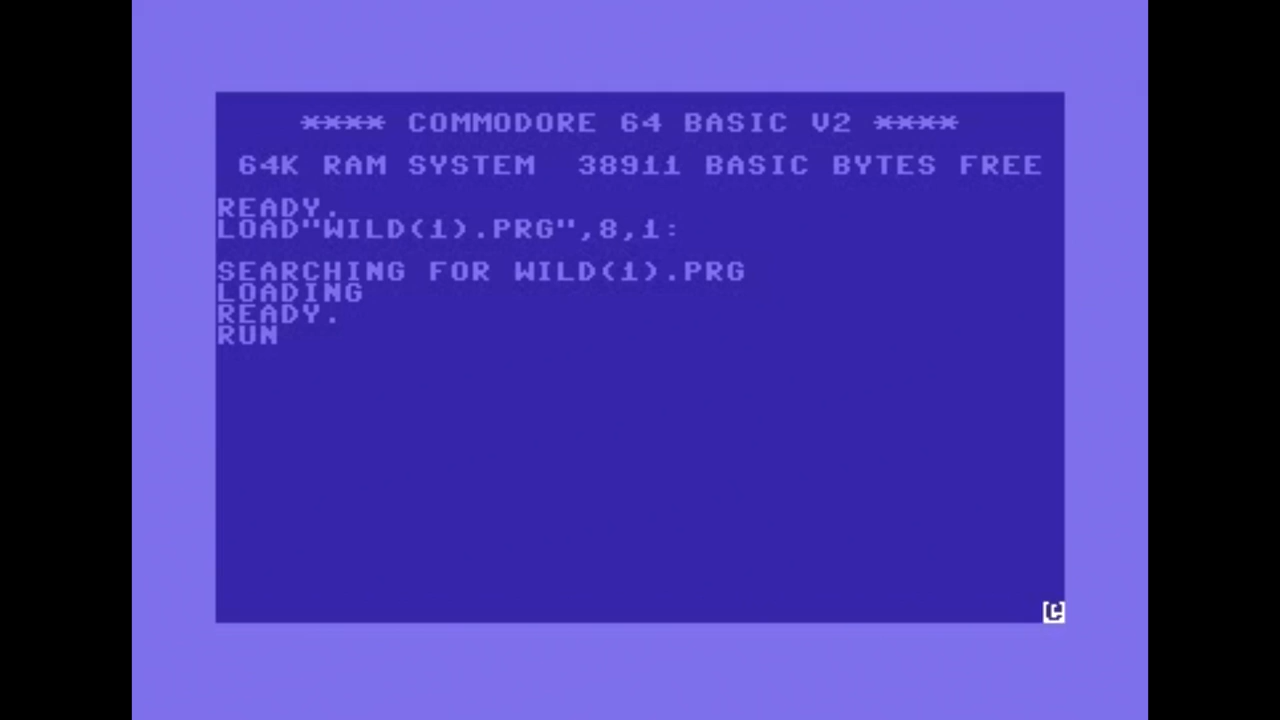 **** COMMODORE 64 BASIC V2 ****
64K RAM SYSTEM  38911 BASIC BYTES FREE
READY.
LOAD"WILD(1).PRG",8,1:
SEARCHING FOR WILD(1).PRG
LOADING
READY.
RUN